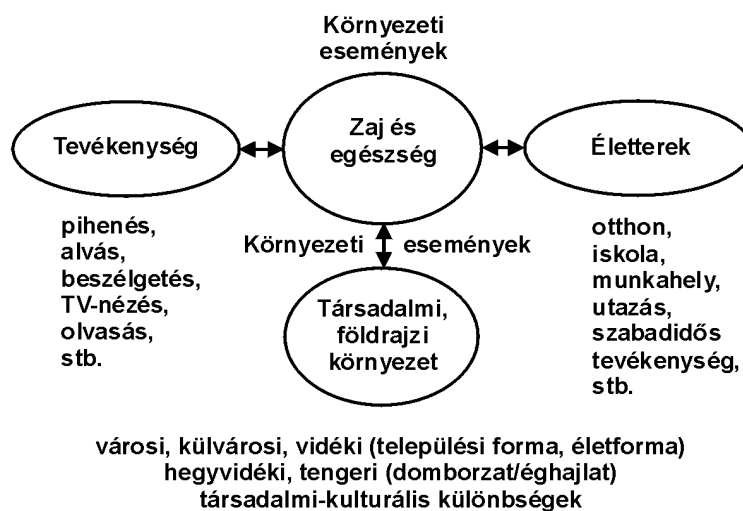 Környezeti
események
Tevékenység
Zaj és
egészség
Életterek
pihenés,
alvás,
beszélgetés,
TV-nézés,
olvasás,
stb.
Környezeti események
Társadalmi,
földrajzi
környezet
otthon,
iskola,
munkahely,
utazás,
szabadidős
tevékenység,
stb.
városi, külvárosi, vidéki (települési forma, életforma)
hegyvidéki, tengeri (domborzat/éghajlat)
társadalmi-kulturális különbségek